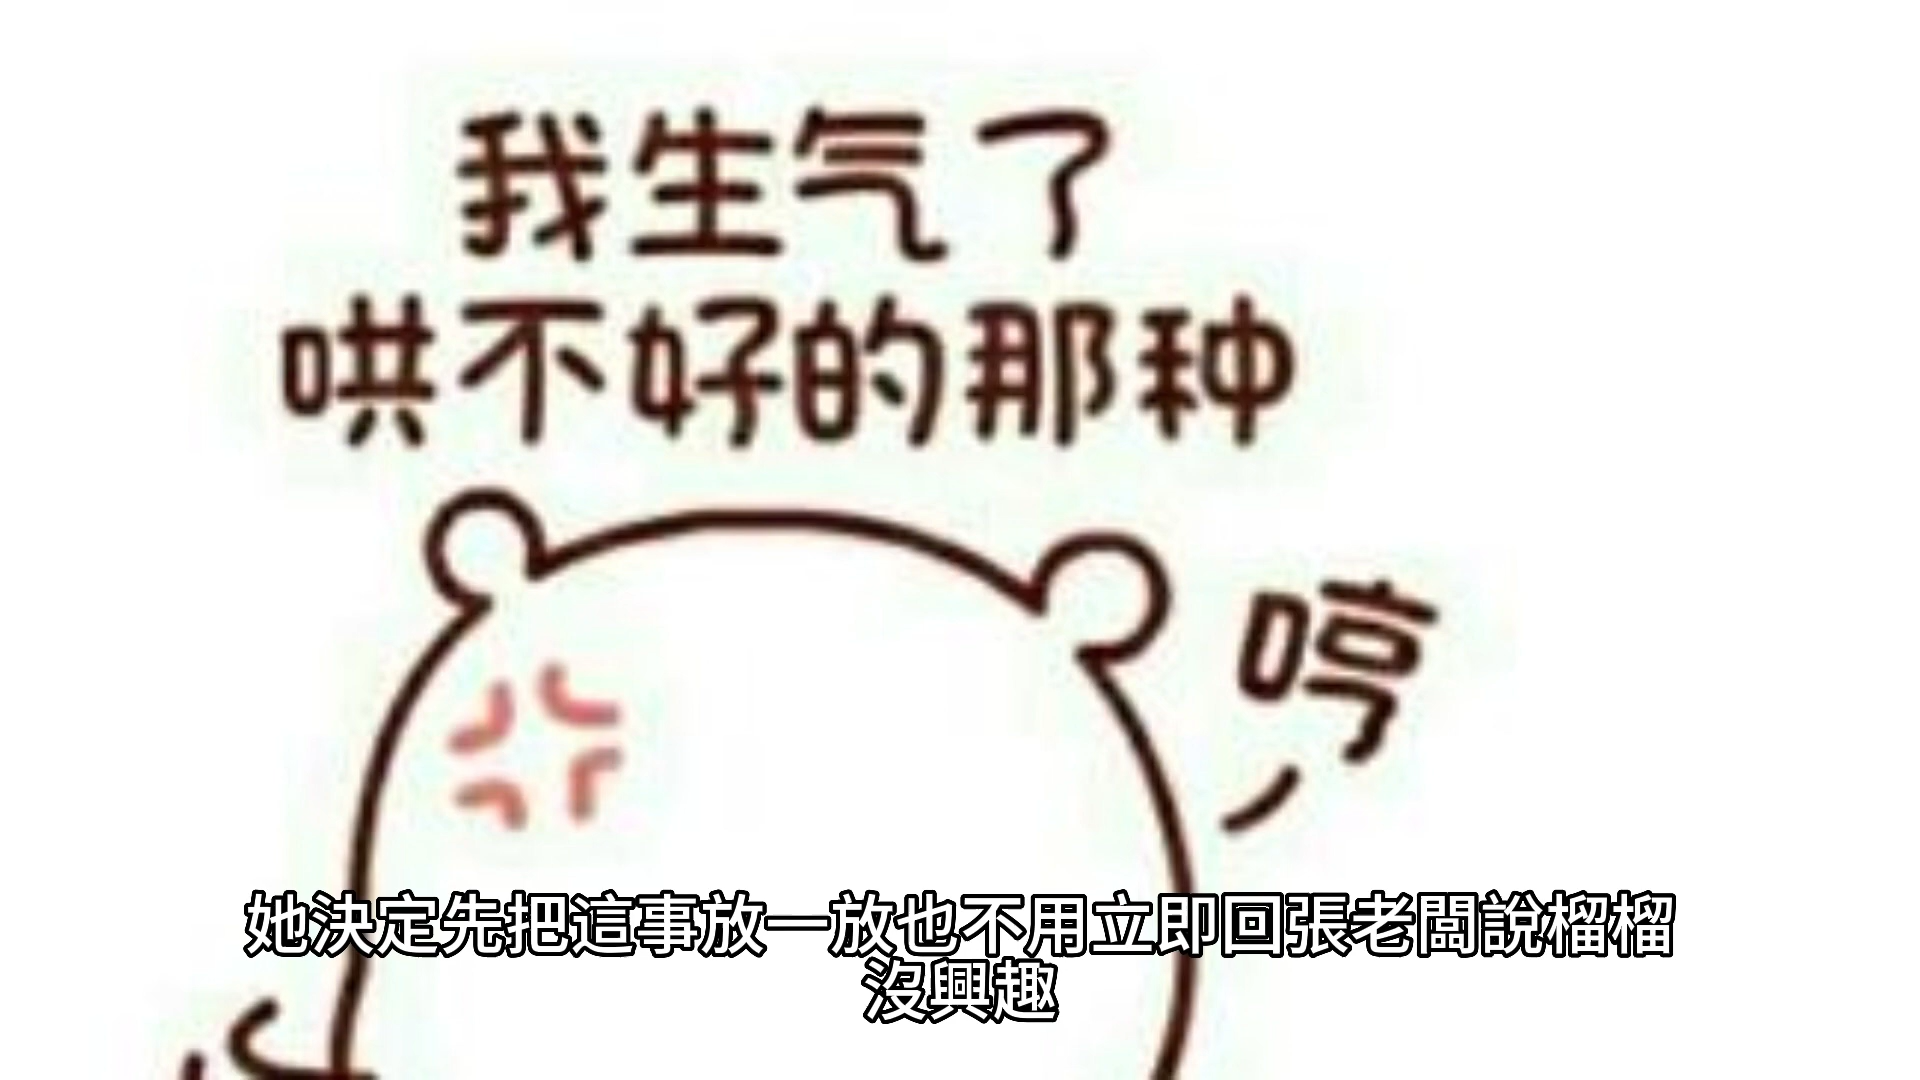 我生气了
哄不好的那种
哼
她決定先把這事放一放也不用立即回張老闆說榴榴
沒興趣